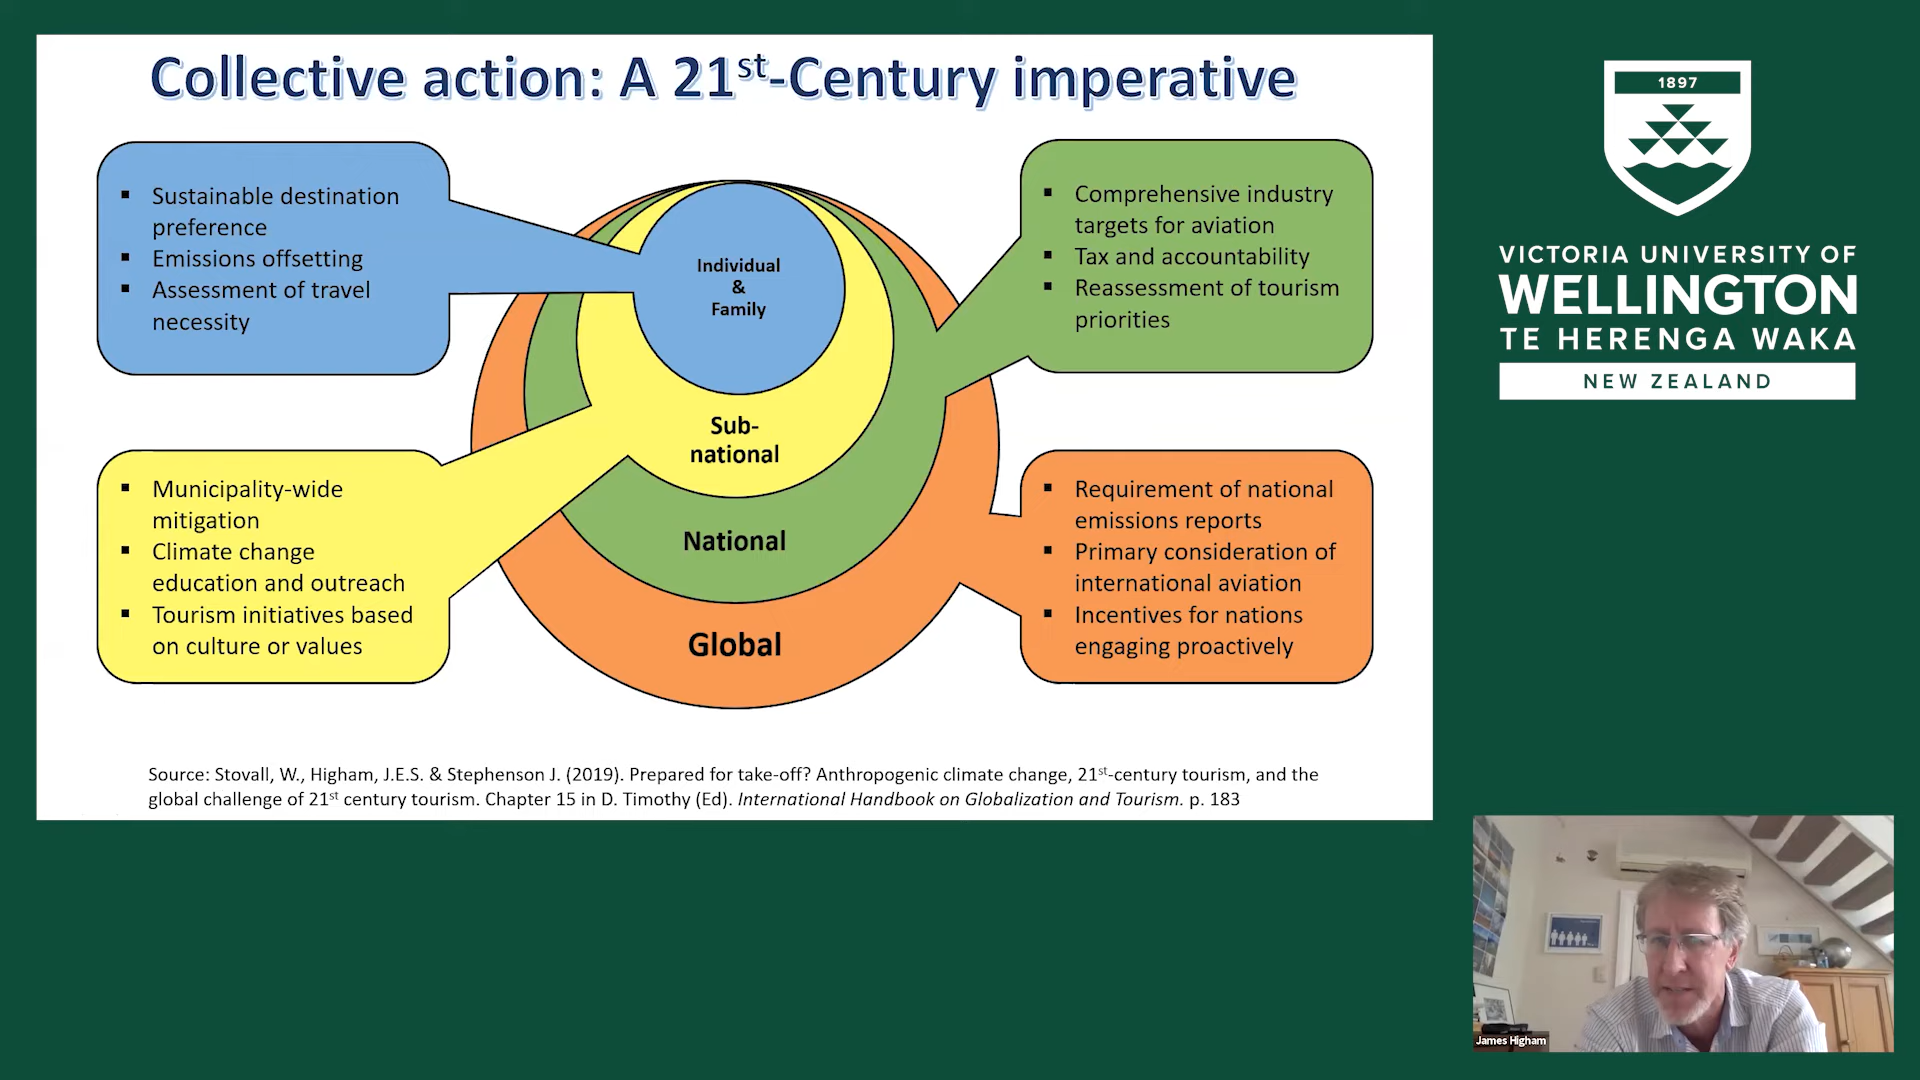 Collective action: A 21st-Century imperative
▪ Sustainable destination
preference
▪ Emissions offsetting
▪ Assessment of travel
necessity
▪ Municipality-wide
mitigation
▪ Climate change
education and outreach
▪ Tourism initiatives based
on culture or values
Individual
&
Family
Sub-
national
National
Global
▪ Comprehensive industry
targets for aviation
▪ Tax and accountability
▪ Reassessment of tourism
priorities
▪ Requirement of national
emissions reports
▪ Primary consideration of
international aviation
▪ Incentives for nations
engaging proactively
Source: Stovall, W., Higham, J.E.S. & Stephenson J. (2019). Prepared for take-off? Anthropogenic climate change, 21st-century tourism, and the
global challenge of 21st century tourism. Chapter 15 in D. Timothy (Ed). International Handbook on Globalization and Tourism. p. 183
1897
VICTORIA UNIVERSITY OF
WELLINGTON
TE HERENGA WAKA
NEW ZEALAND
James Higham